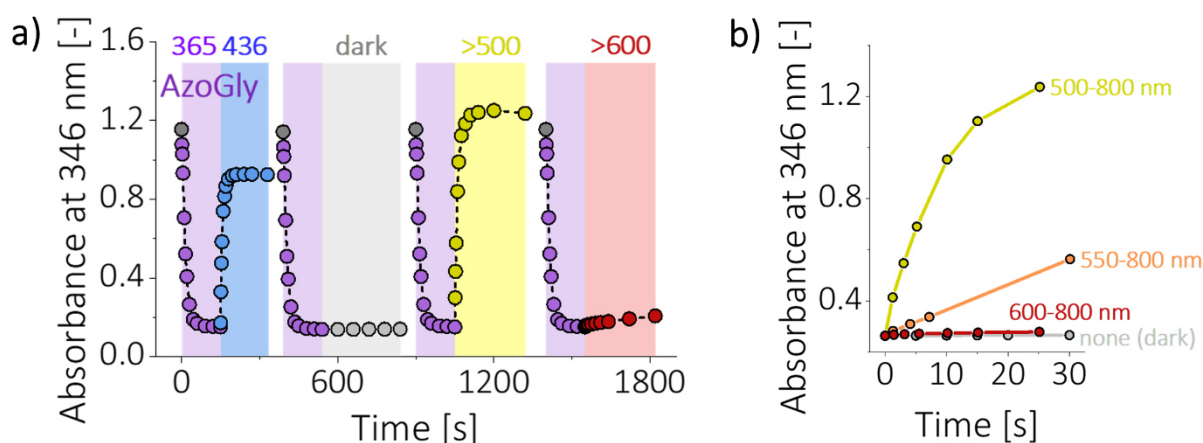 a)
Absorbance at 346 nm [-]
1.6
1.2
0.8
0.4
0.0
365 436 dark >500 >600
AzoGly
0 600 1200 1800
Time [s]
b)
Absorbance at 346 nm [-]
1.2
0.8
0.4
500-800 nm
550-800 nm
600-800 nm
none (dark)
0 10 20 30
Time [s]